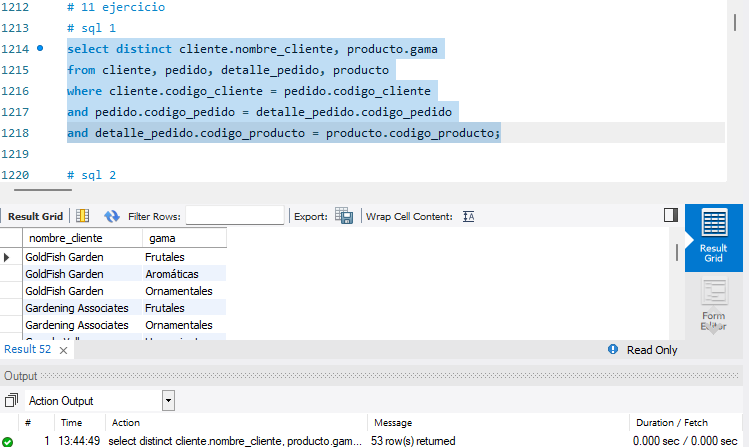 1212 # 11 ejercicio
1213 # sql 1
1214 select distinct cliente.nombre_cliente, producto.gama
1215 from cliente, pedido, detalle_pedido, producto
1216 where cliente.codigo_cliente = pedido.codigo_cliente
1217 and pedido.codigo_pedido = detalle_pedido.codigo_pedido
1218 and detalle_pedido.codigo_producto = producto.codigo_producto;
1219
1220 # sql 2
Result Grid Filter Rows: Export: Wrap Cell Content:
nombre_cliente gama
GoldFish Garden Frutales
GoldFish Garden Aromáticas
GoldFish Garden Ornamentales
Gardening Associates Frutales
Gardening Associates Ornamentales
Result Grid
Form Editor
Result 52 Read Only
Output
Action Output
# Time Action Message Duration / Fetch
1 13:44:49 select distinct cliente.nombre_cliente, producto.gam... 53 row(s) returned 0.000 sec / 0.000 sec